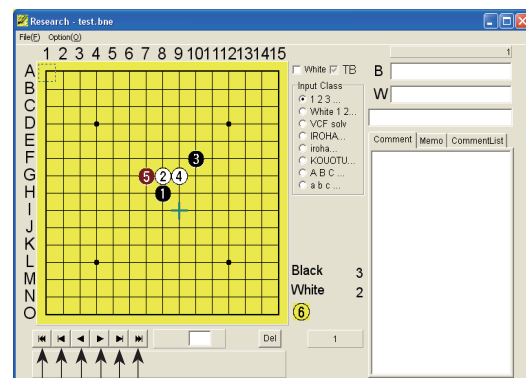 Research - test.bne
File(F) Option(O)
1 2 3 4 5 6 7 8 9 10 11 12 13 14 15
A
B
C
D
E
F
G
H
I
J
K
L
M
N
O
3
5 2 4
1
White TB
Input Class
1 2 3 ...
White 1 2...
VCF solv
IROHA...
iroha...
KOUOTU...
A B C ...
a b c ...
Black 3
White 2
6
Del
1
1
B
W
Comment Memo CommentList